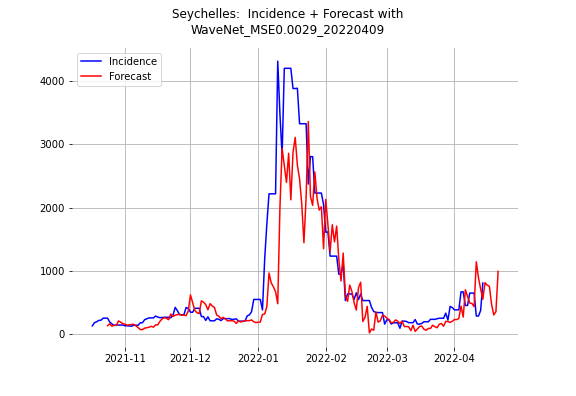 Seychelles:  Incidence + Forecast with
WaveNet_MSE0.0029_20220409
Incidence
Forecast
4000
3000
2000
1000
0
2021-11
2021-12
2022-01
2022-02
2022-03
2022-04